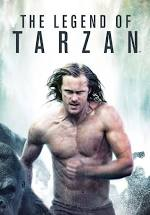 THE LEGEND OF
TARZAN